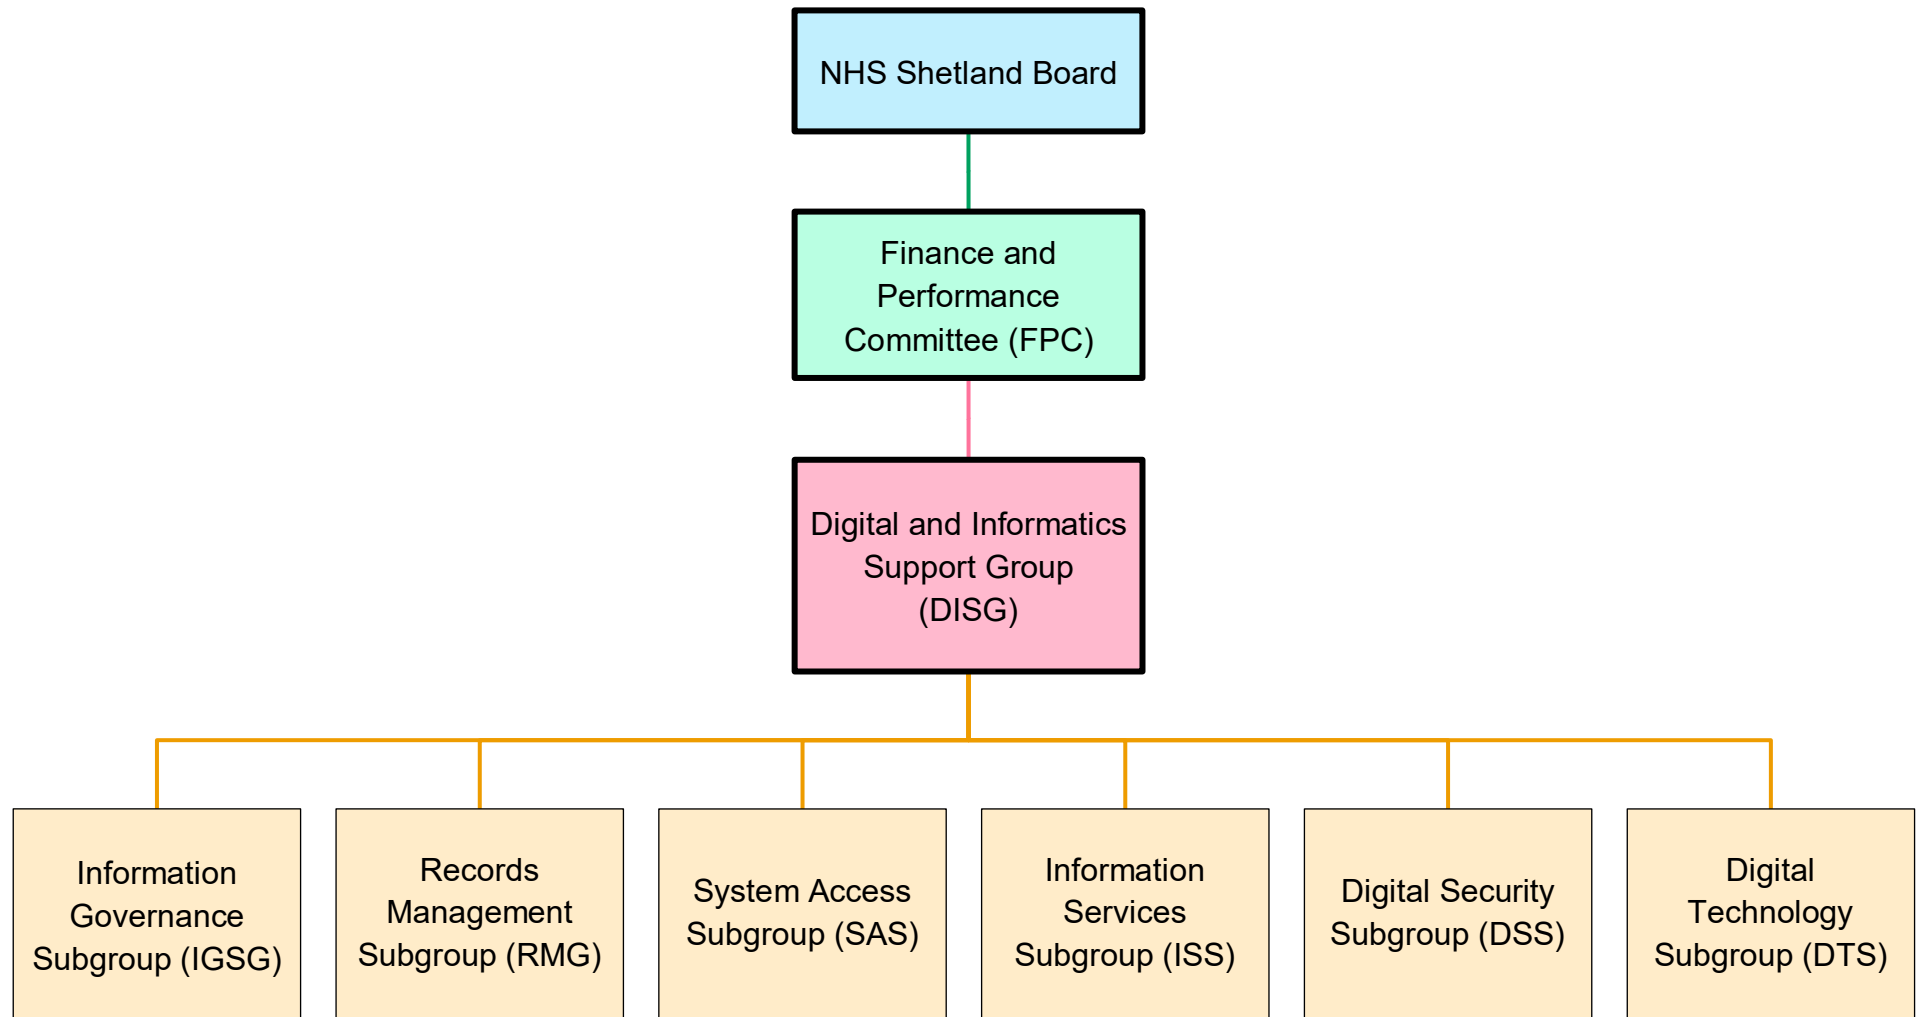 NHS Shetland Board
Finance and
Performance
Committee (FPC)
Digital and Informatics
Support Group
(DISG)
Information
Governance
Subgroup (IGSG)
Records
Management
Subgroup (RMG)
System Access
Subgroup (SAS)
Information
Services
Subgroup (ISS)
Digital Security
Subgroup (DSS)
Digital
Technology
Subgroup (DTS)